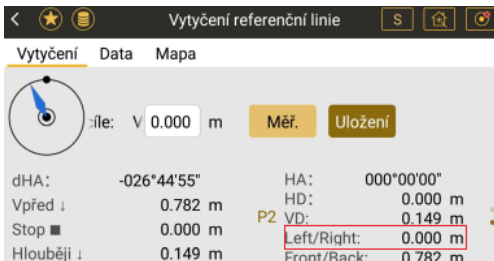 Vytyčení referenční linie S
Vytyčení Data Mapa
íle: V 0.000 m Měř. Uložení
dHA: -026°44'55"
Vpřed ↓ 0.782 m
Stop ■ 0.000 m
Hlouběji ↓ 0.149 m
P2
HA: 000°00'00"
HD: 0.000 m
VD: 0.149 m
Left/Right: 0.000 m
Front/Back: 0.782 m